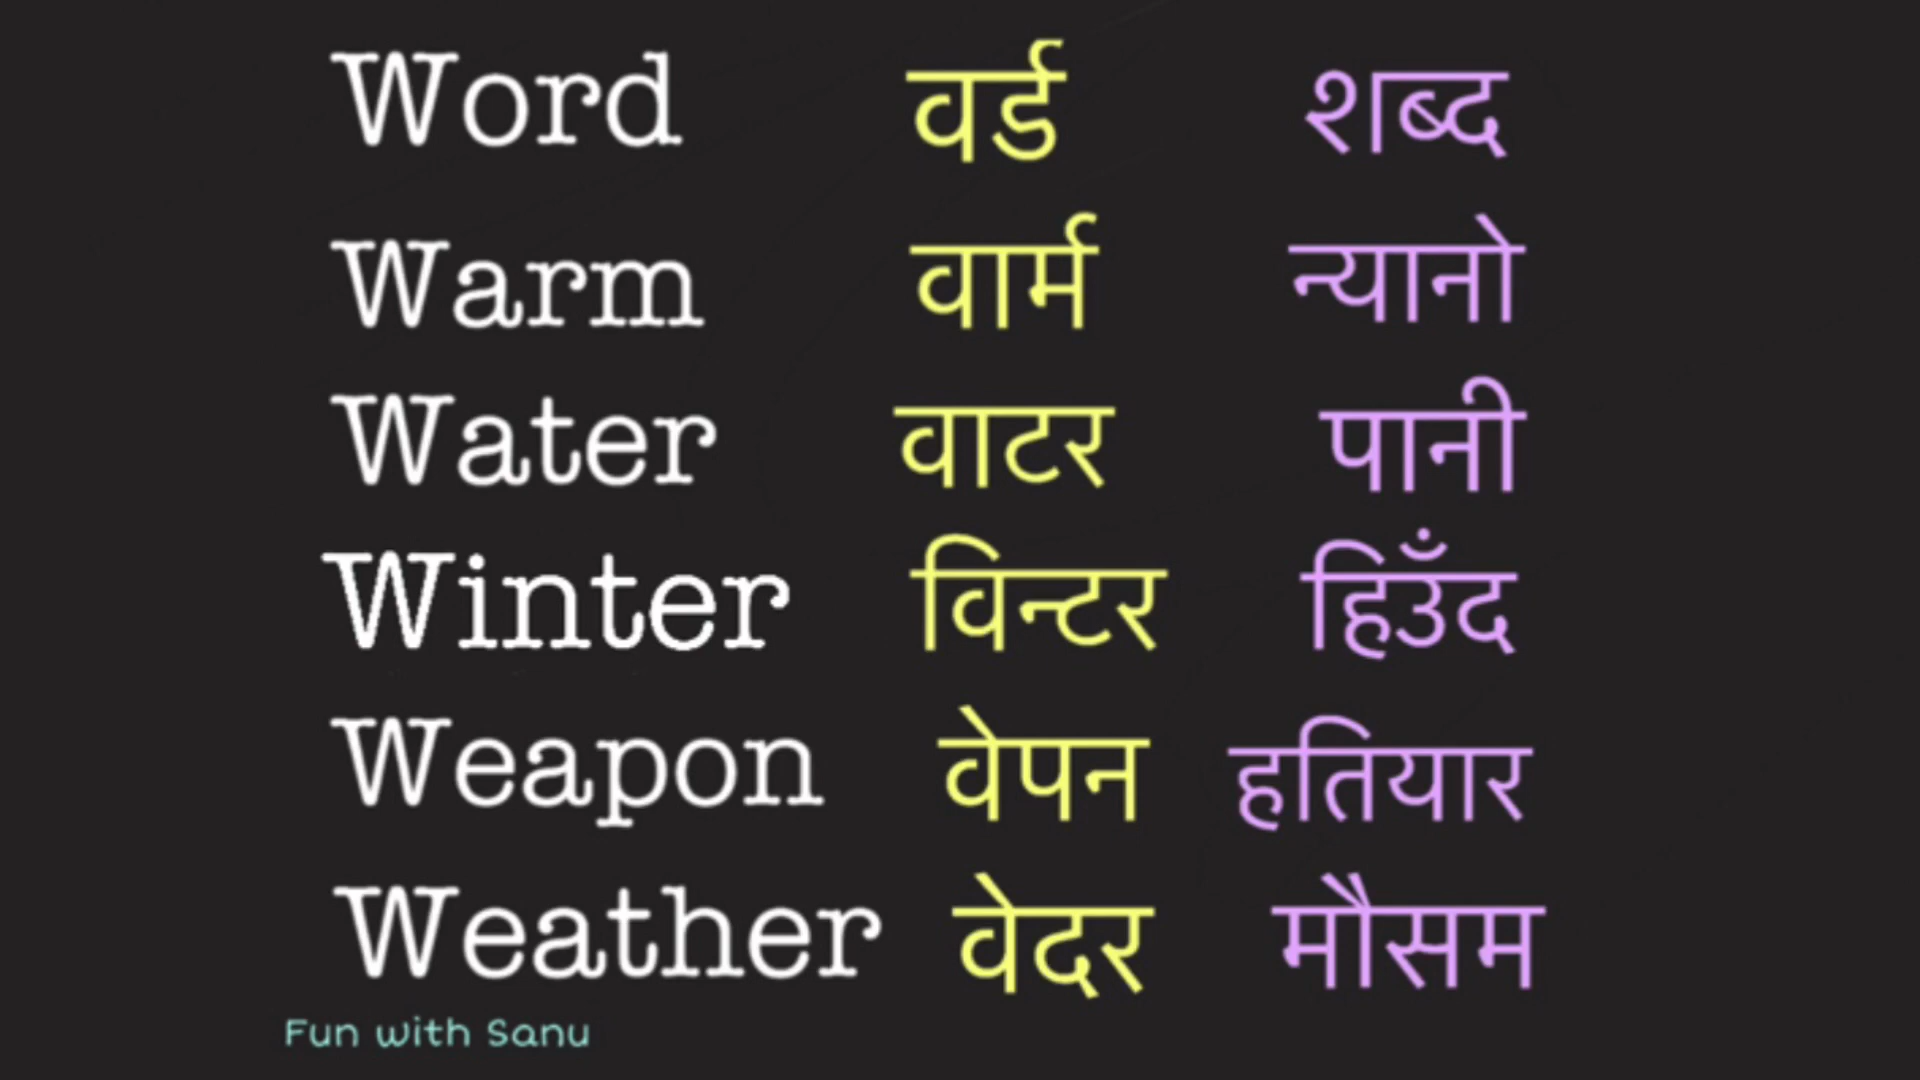 Word वर्ड शब्द
Warm वार्म न्यानो
Water वाटर पानी
Winter विन्टर हिउँद
Weapon वेपन हतियार
Weather वेदर मौसम
Fun with Sanu